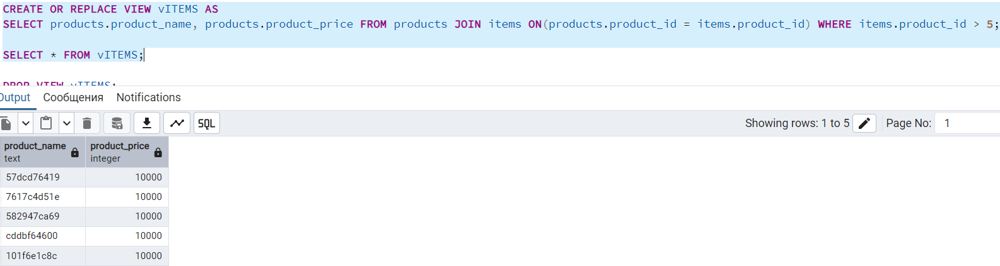 CREATE OR REPLACE VIEW vITEMS AS
SELECT products.product_name, products.product_price FROM products JOIN items ON(products.product_id = items.product_id) WHERE items.product_id > 5;
SELECT * FROM vITEMS;
DROP VIEW vITEMS;
Output Сообщения Notifications
SQL Showing rows: 1 to 5 Page No: 1
product_name product_price
text integer
57dcd76419 10000
7617c4d51e 10000
582947ca69 10000
cddbf64600 10000
101f6e1c8c 10000